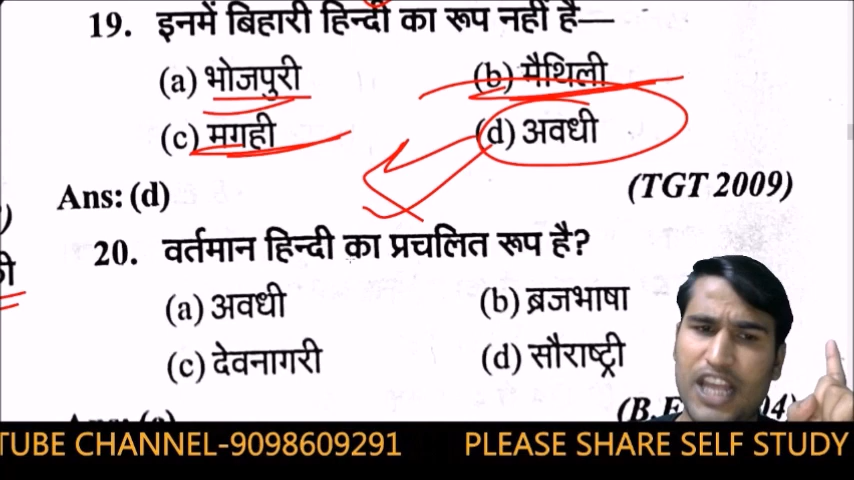 19. इनमें बिहारी हिन्दी का रूप नहीं है—
(a) भोजपुरी (b) मैथिली
(c) मगही (d) अवधी
Ans: (d) (TGT 2009)
20. वर्तमान हिन्दी का प्रचलित रूप है?
(a) अवधी (b) ब्रजभाषा
(c) देवनागरी (d) सौराष्ट्री
TUBE CHANNEL-9098609291 PLEASE SHARE SELF STUDY